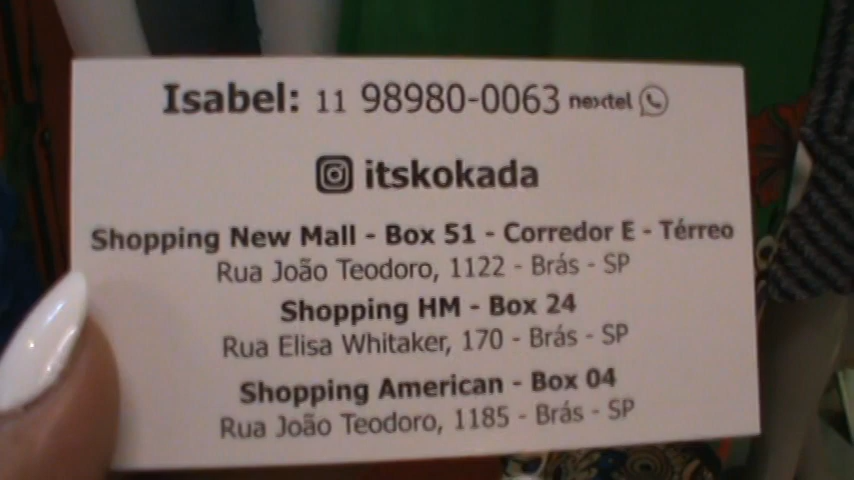 Isabel: 11 98980-0063 nextel
itskokada
Shopping New Mall - Box 51 - Corredor E - Térreo
Rua João Teodoro, 1122 - Brás - SP
Shopping HM - Box 24
Rua Elisa Whitaker, 170 - Brás - SP
Shopping American - Box 04
Rua João Teodoro, 1185 - Brás - SP